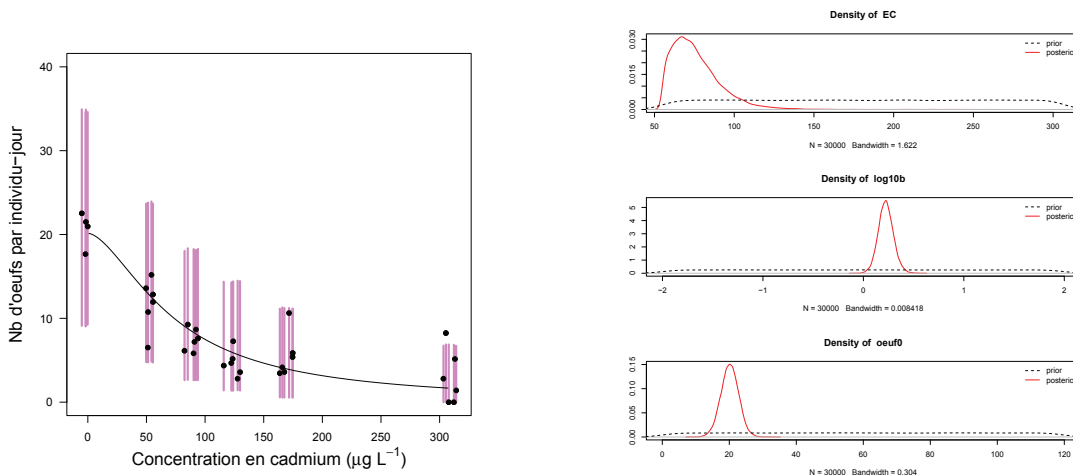 40
30
20
10
0
Nb d'oeufs par individu−jour
0 50 100 150 200 250 300
Concentration en cadmium (μg L⁻¹)
Density of EC
0.030
0.015
0.000
prior
posterio
50 100 150 200 250 300
N = 30000 Bandwidth = 1.622
Density of log10b
5
4
3
2
1
0
prior
posterio
−2 −1 0 1 2
N = 30000 Bandwidth = 0.008418
Density of oeuf0
0.15
0.10
0.05
0.00
prior
posterio
0 20 40 60 80 100 120
N = 30000 Bandwidth = 0.304